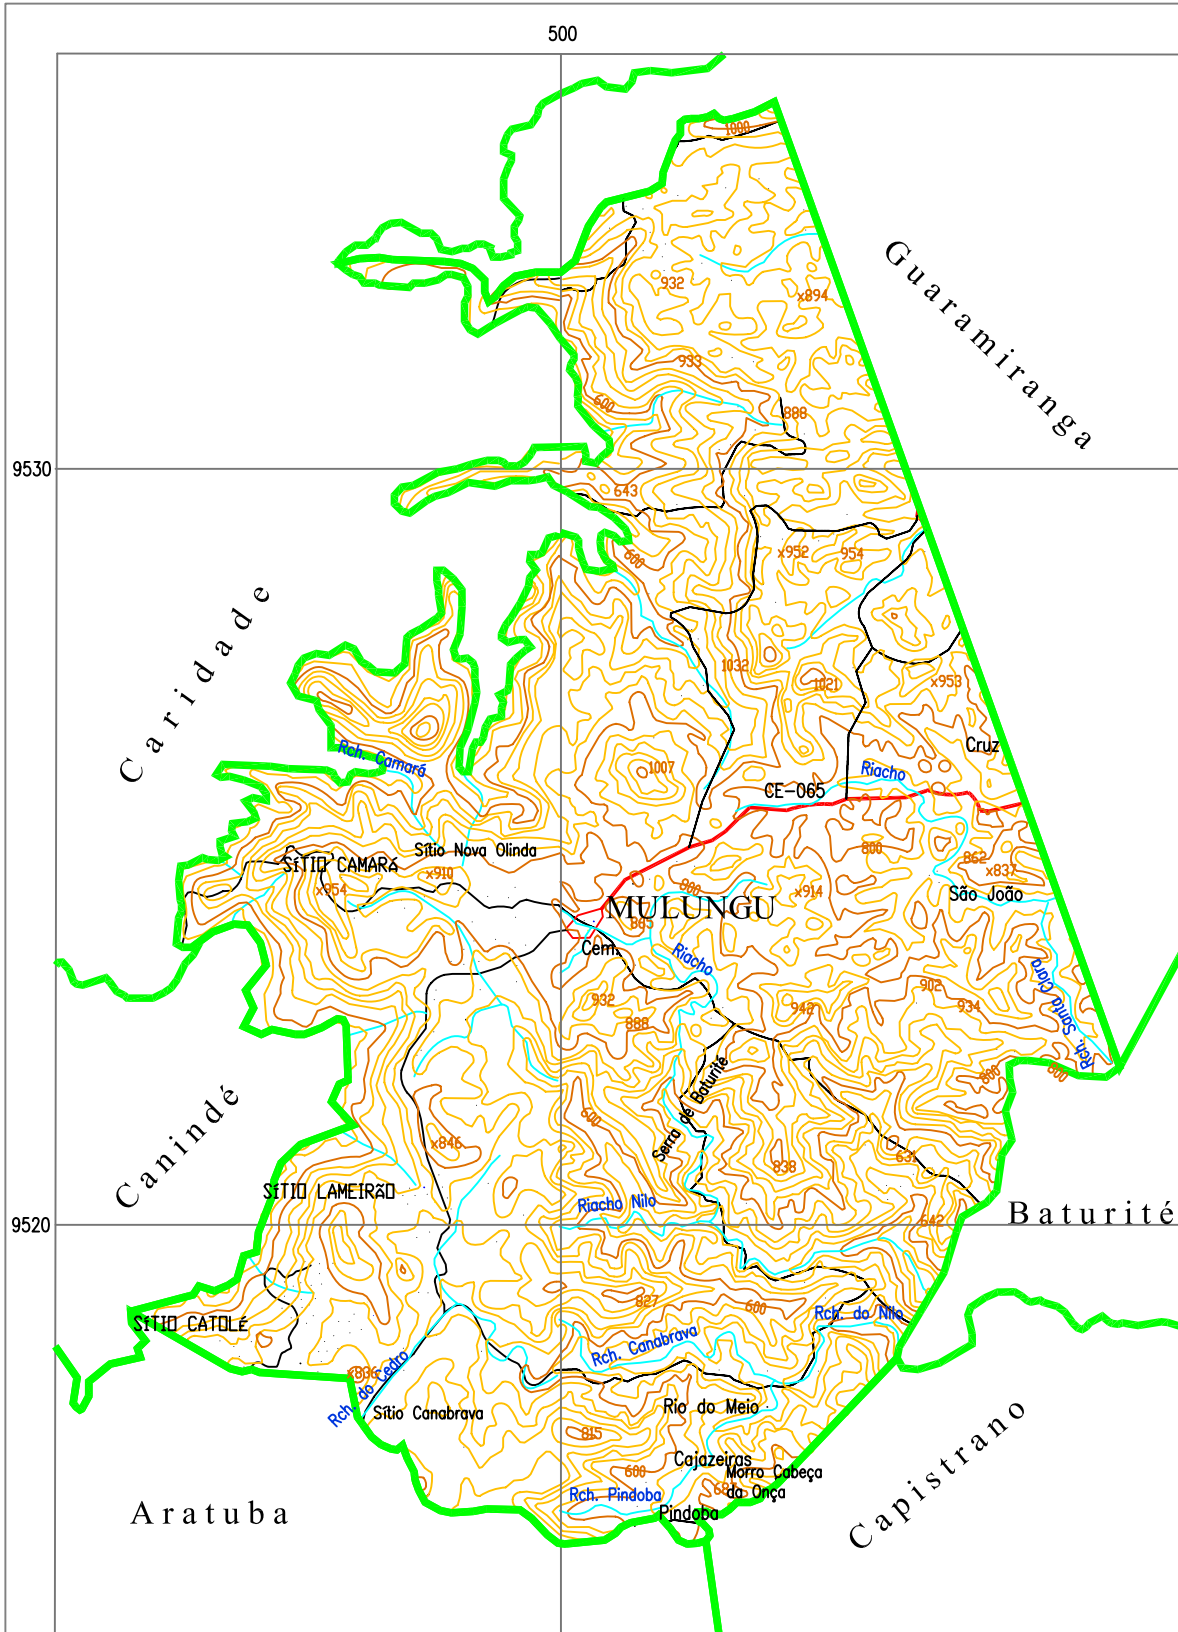 500
1000
Guaramiranga
932
x894
933
600
888
9530
643
600
x952
954
Caridade
1032
1021
x953
Cruz
Rch. Camará
1007
Riacho
CE-065
Sítio Nova Olinda
800
862
x837
SíTIO CAMARá
x910
x954
800
x914
São João
MULUNGU
845
Cem.
Riacho
Rch. Santa Clara
902
932
942
934
888
800
800
Serra de Baturité
Canindé
600
x846
631
838
SíTIO LAMEIRãO
Riacho Nilo
642
Baturité
9520
827
600
Rch. do Nilo
SíTIO CATOLÉ
Rch. Canabrava
x836
Rch. do Cedro
Sítio Canabrava
Rio do Meio
815
Capistrano
Cajazeiras
600
Morro Cabeça
da Onça
Rch. Pindoba
Pindoba
Aratuba